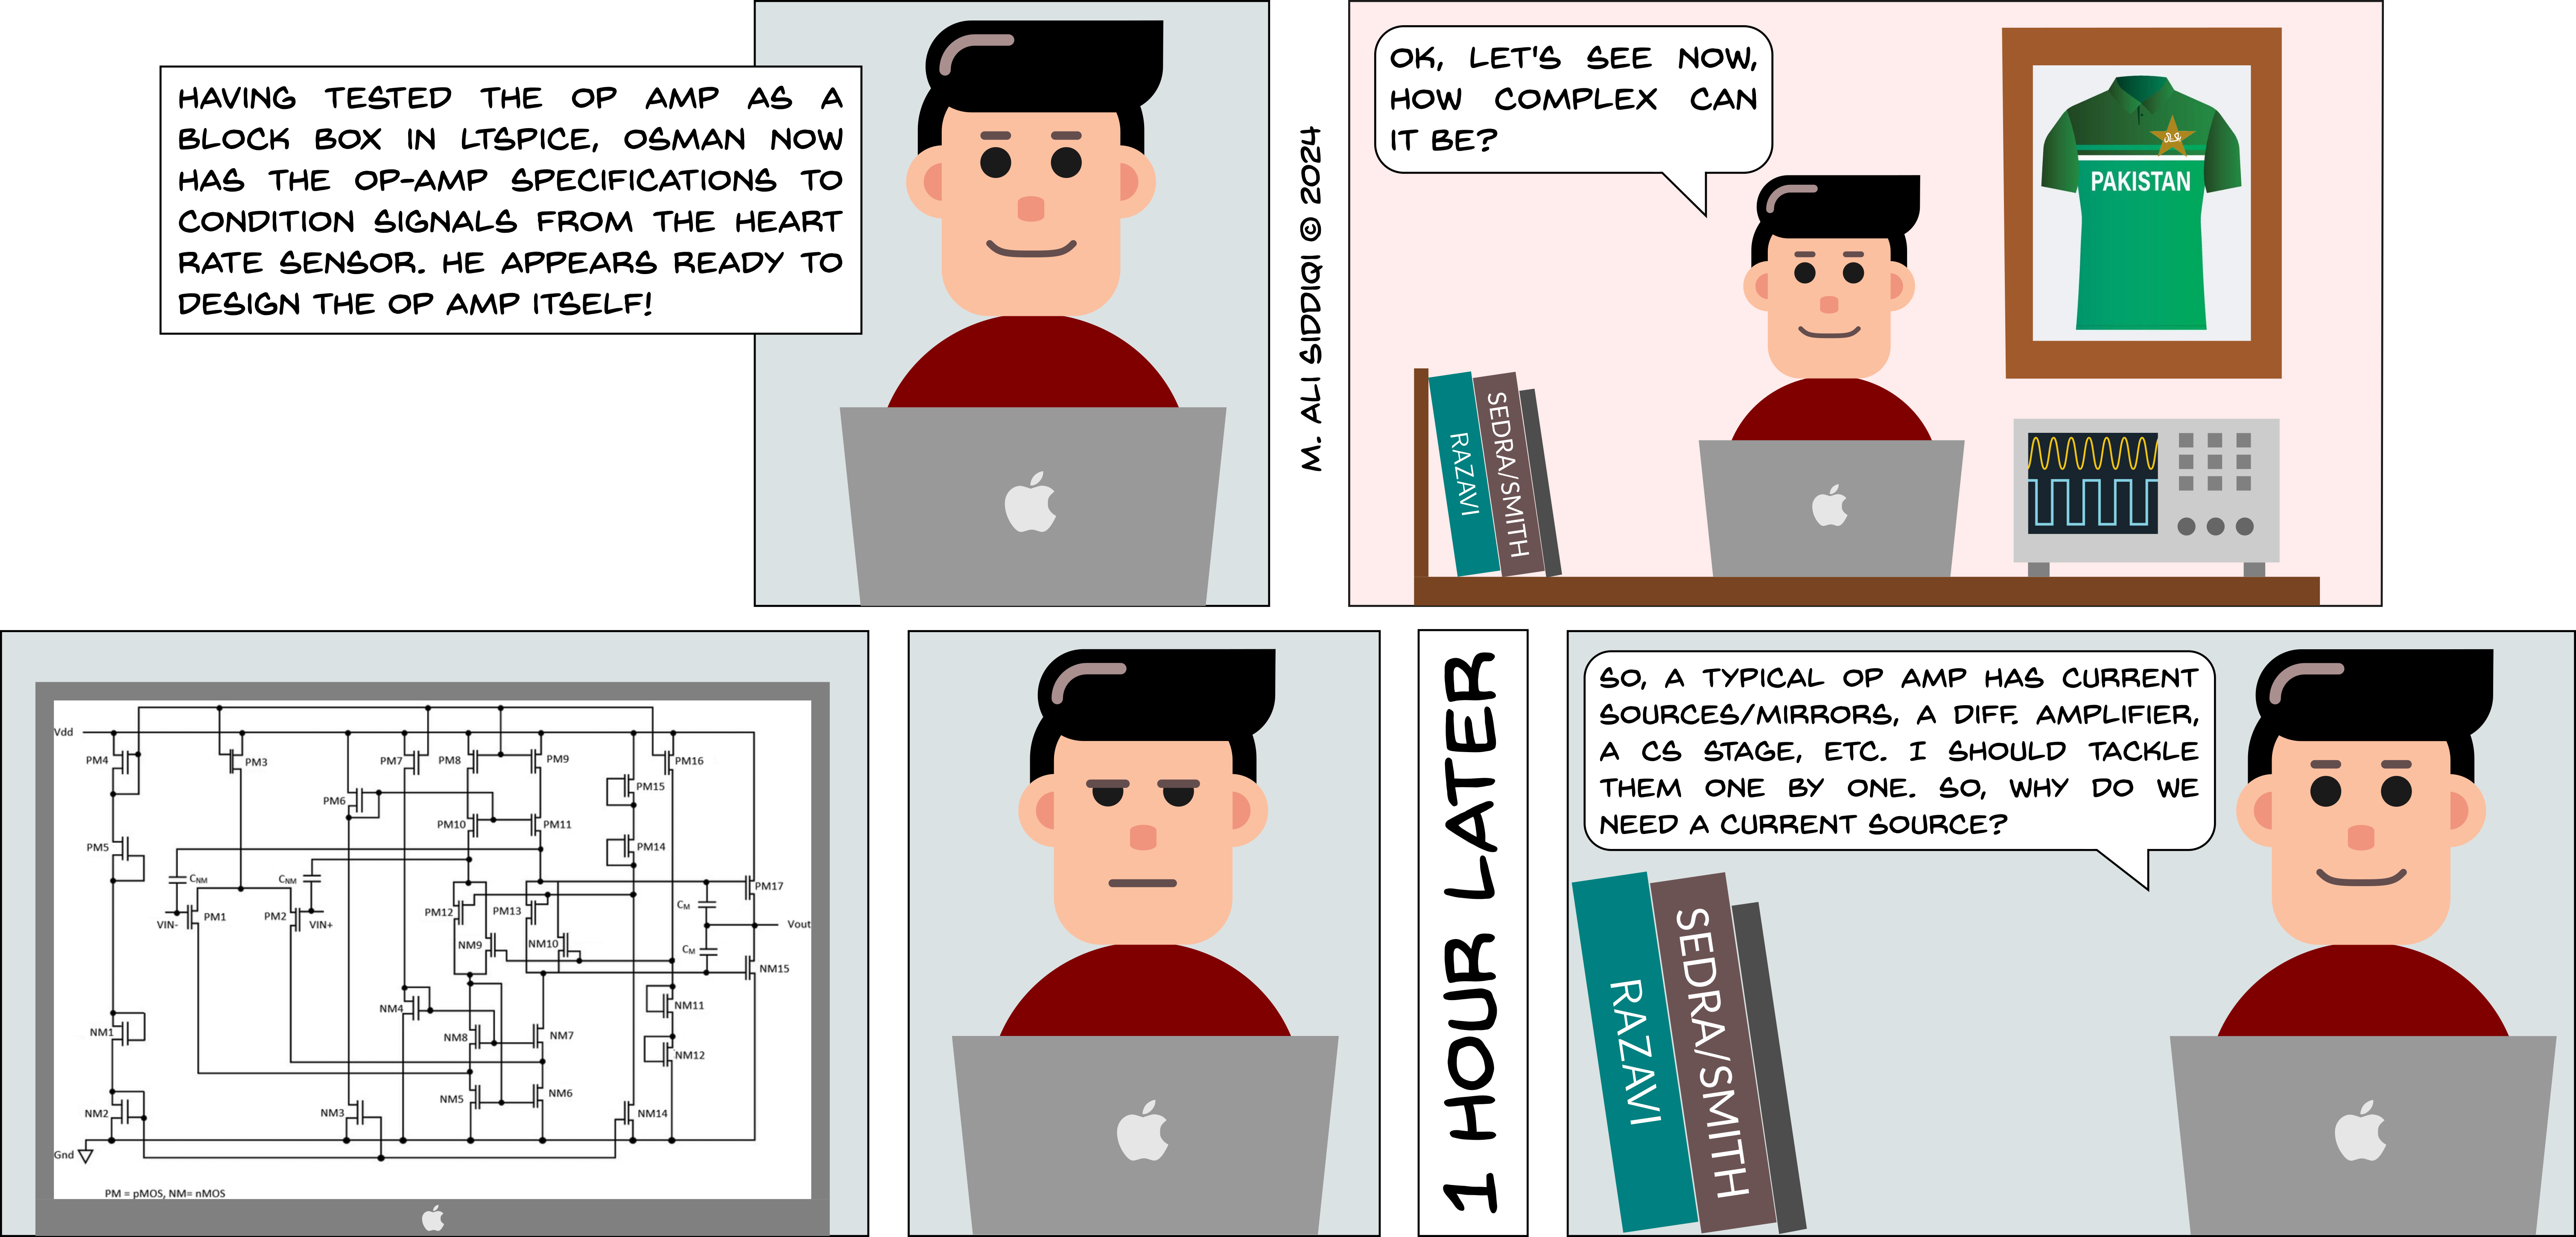 HAVING TESTED THE OP AMP AS A
BLOCK BOX IN LTSPICE, OSMAN NOW
HAS THE OP-AMP SPECIFICATIONS TO
CONDITION SIGNALS FROM THE HEART
RATE SENSOR. HE APPEARS READY TO
DESIGN THE OP AMP ITSELF!
M. ALI SIDDIQI © 2024
OK, LET'S SEE NOW,
HOW COMPLEX CAN
IT BE?
PAKISTAN
RAZAVI
SEDRA/SMITH
Vdd
PM4
PM3
PM7
PM8
PM9
PM16
PM15
PM6
PM10
PM11
PM14
PM5
CNM
CNM
PM17
PM1
PM2
PM12
PM13
CM
VIN-
VIN+
Vout
NM9
NM10
CM
NM15
NM4
NM11
NM1
NM8
NM7
NM12
NM5
NM6
NM2
NM3
NM14
Gnd
PM = pMOS, NM= nMOS
1 HOUR LATER
SO, A TYPICAL OP AMP HAS CURRENT
SOURCES/MIRRORS, A DIFF. AMPLIFIER,
A CS STAGE, ETC. I SHOULD TACKLE
THEM ONE BY ONE. SO, WHY DO WE
NEED A CURRENT SOURCE?
RAZAVI
SEDRA/SMITH